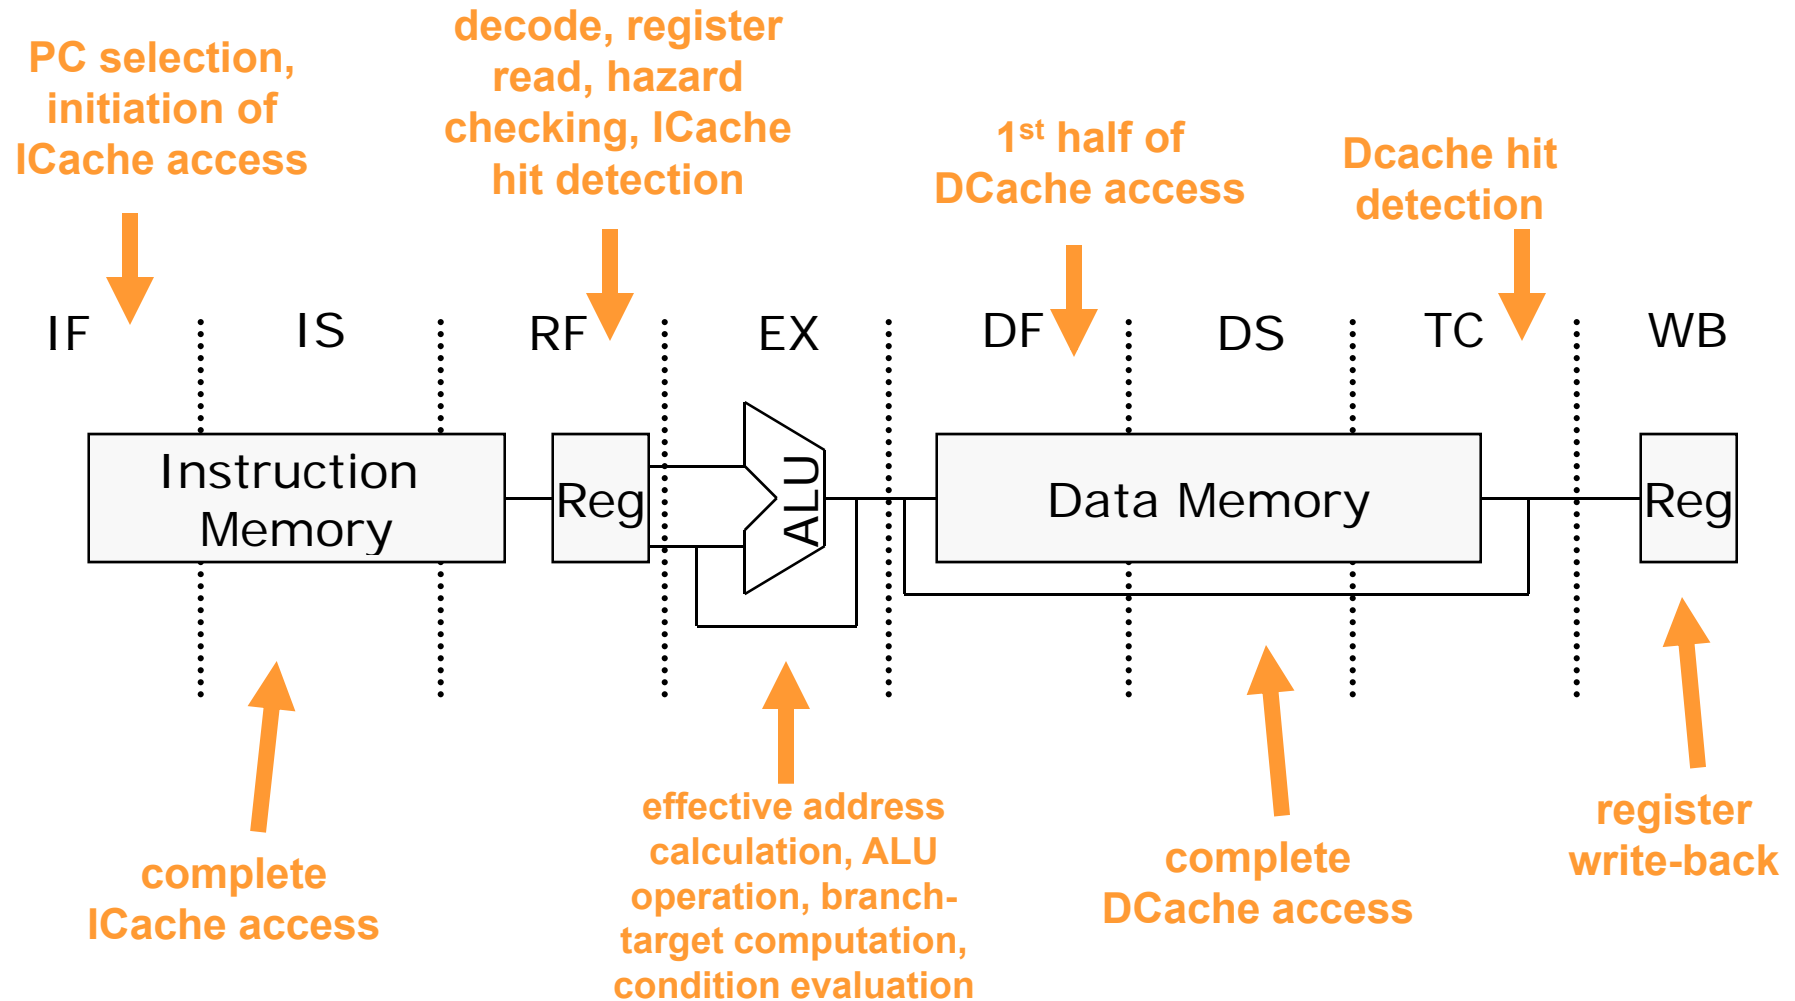 PC selection,
initiation of
ICache access
decode, register
read, hazard
checking, ICache
hit detection
1st half of
DCache access
Dcache hit
detection
IF
IS
RF
EX
DF
DS
TC
WB
Instruction
Memory
Reg
ALU
Data Memory
Reg
complete
ICache access
effective address
calculation, ALU
operation, branch-
target computation,
condition evaluation
complete
DCache access
register
write-back